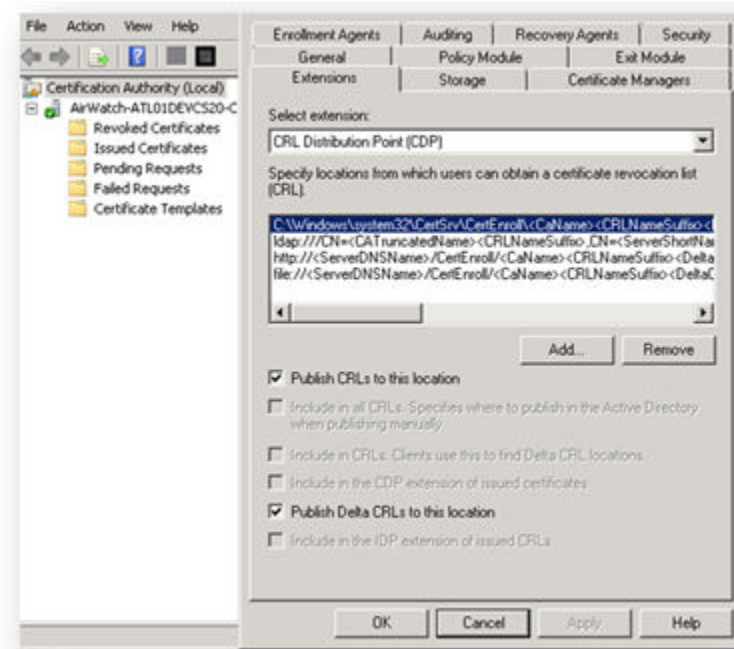 File Action View Help
Certification Authority (Local)
AirWatch-ATL01DEVCS20-C
Revoked Certificates
Issued Certificates
Pending Requests
Failed Requests
Certificate Templates
Enrollment Agents Auditing Recovery Agents Security
General Policy Module Exit Module
Extensions Storage Certificate Managers
Select extension:
CRL Distribution Point (CDP)
Specify locations from which users can obtain a certificate revocation list
(CRL).
C:\Windows\system32\CertSrv\CertEnroll\<CaName><CRLNameSuffix><
ldap:///CN=<CATruncatedName><CRLNameSuffix>,CN=<ServerShortNa
http://<ServerDNSName>/CertEnroll/<CaName><CRLNameSuffix><Delta
file://<ServerDNSName>/CertEnroll/<CaName><CRLNameSuffix><DeltaC
Add... Remove
Publish CRLs to this location
Include in all CRLs. Specifies where to publish in the Active Directory
when publishing manually.
Include in CRLs. Clients use this to find Delta CRL locations.
Include in the CDP extension of issued certificates
Publish Delta CRLs to this location
Include in the IDP extension of issued CRLs
OK Cancel Apply Help